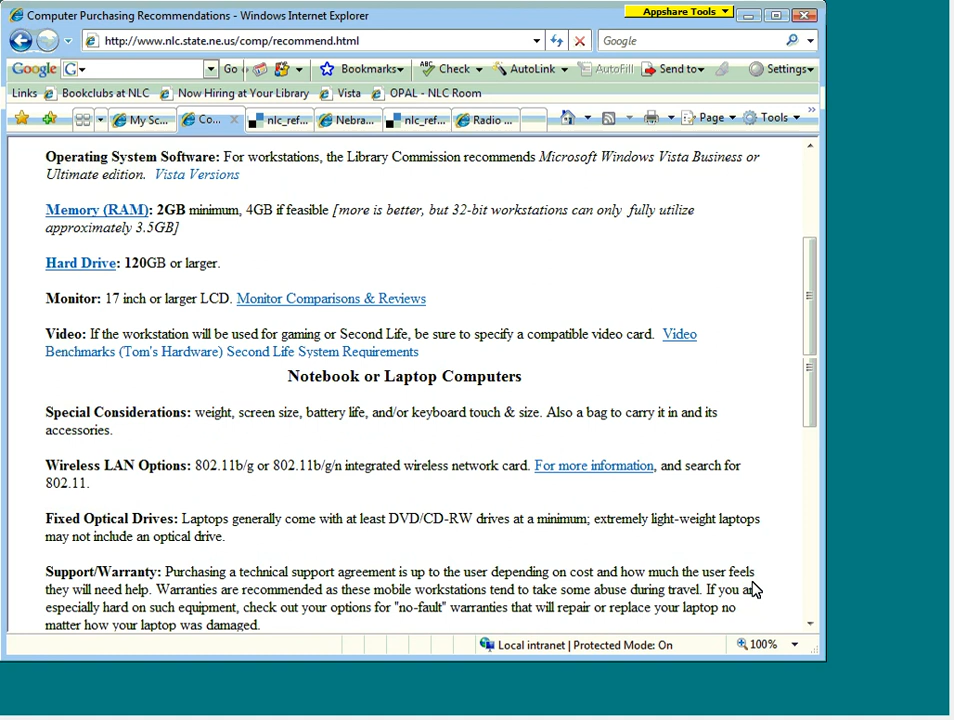 Computer Purchasing Recommendations - Windows Internet Explorer
Appshare Tools
http://www.nlc.state.ne.us/comp/recommend.html
Google
Google G Go Bookmarks ABC Check AutoLink AutoFill Send to Settings
Links Bookclubs at NLC Now Hiring at Your Library Vista OPAL - NLC Room
My Sc... Co... nlc_ref... Nebra... nlc_ref... Radio ... Page Tools
Operating System Software: For workstations, the Library Commission recommends Microsoft Windows Vista Business or
Ultimate edition. Vista Versions
Memory (RAM): 2GB minimum, 4GB if feasible [more is better, but 32-bit workstations can only fully utilize
approximately 3.5GB]
Hard Drive: 120GB or larger.
Monitor: 17 inch or larger LCD. Monitor Comparisons & Reviews
Video: If the workstation will be used for gaming or Second Life, be sure to specify a compatible video card. Video
Benchmarks (Tom's Hardware) Second Life System Requirements
Notebook or Laptop Computers
Special Considerations: weight, screen size, battery life, and/or keyboard touch & size. Also a bag to carry it in and its
accessories.
Wireless LAN Options: 802.11b/g or 802.11b/g/n integrated wireless network card. For more information, and search for
802.11.
Fixed Optical Drives: Laptops generally come with at least DVD/CD-RW drives at a minimum; extremely light-weight laptops
may not include an optical drive.
Support/Warranty: Purchasing a technical support agreement is up to the user depending on cost and how much the user feels
they will need help. Warranties are recommended as these mobile workstations tend to take some abuse during travel. If you are
especially hard on such equipment, check out your options for "no-fault" warranties that will repair or replace your laptop no
matter how your laptop was damaged.
Local intranet | Protected Mode: On
100%